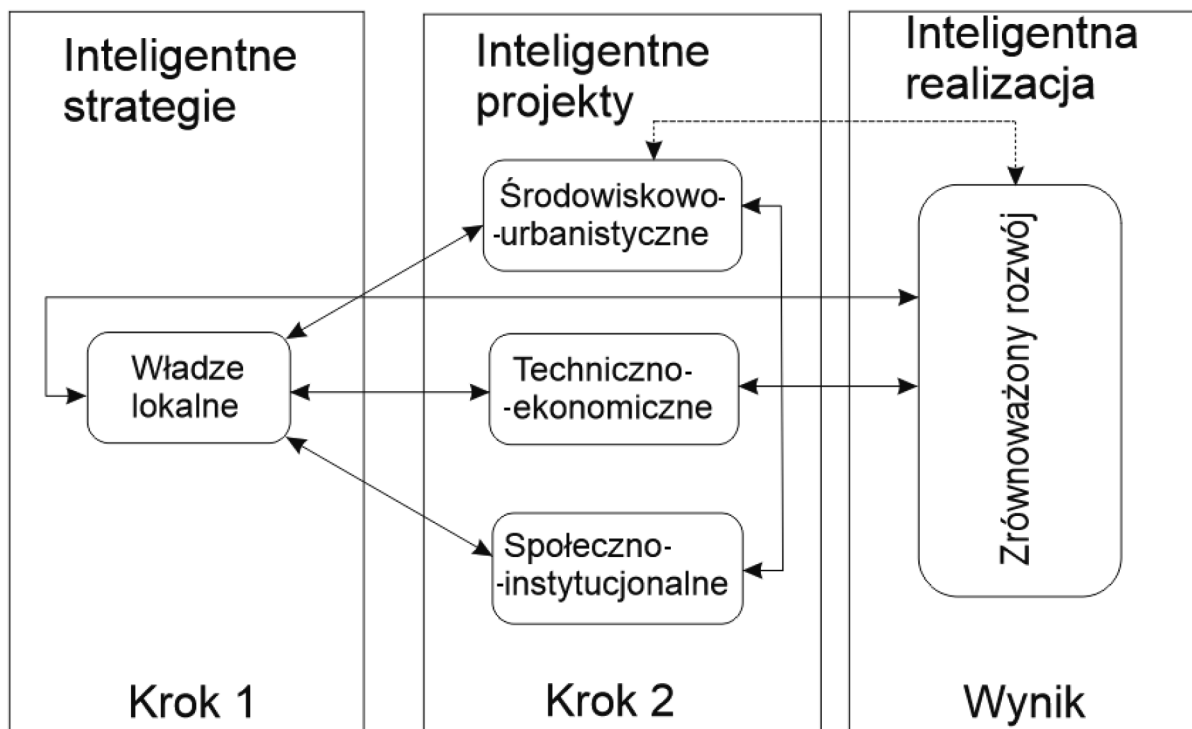 Inteligentne
strategie
Władze
lokalne
Krok 1
Inteligentne
projekty
Środowiskowo-
-urbanistyczne
Techniczno-
-ekonomiczne
Społeczno-
-instytucjonalne
Krok 2
Inteligentna
realizacja
Zrównoważony rozwój
Wynik